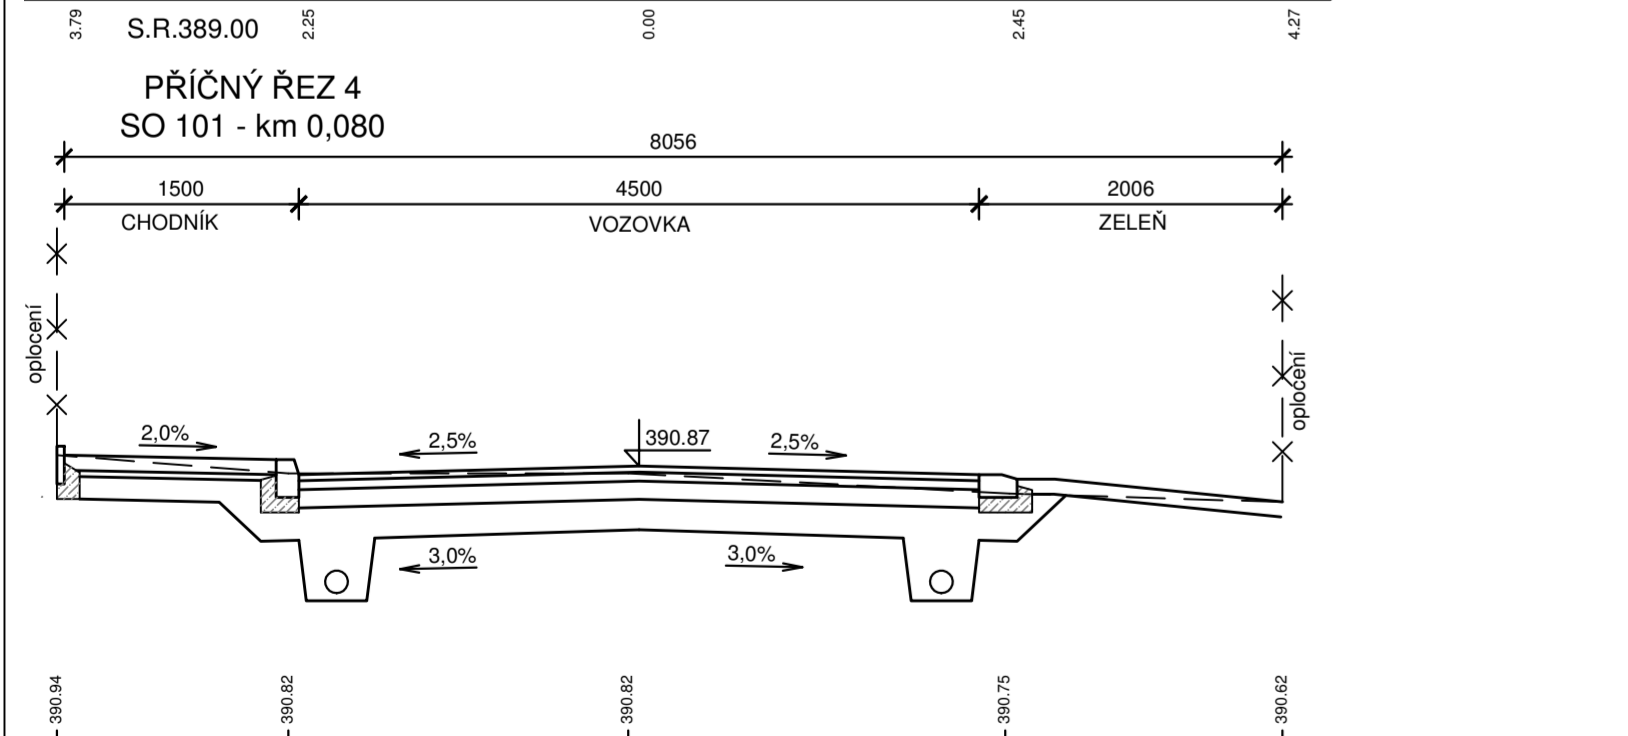 3.79
S.R.389.00
2.25
0.00
2.45
4.27
PŘÍČNÝ ŘEZ 4
SO 101 - km 0,080
8056
1500
4500
2006
CHODNÍK
VOZOVKA
ZELEŇ
oplocení
oplocení
2,0%
2,5%
390.87
2,5%
3,0%
3,0%
390.94
390.82
390.82
390.75
390.62